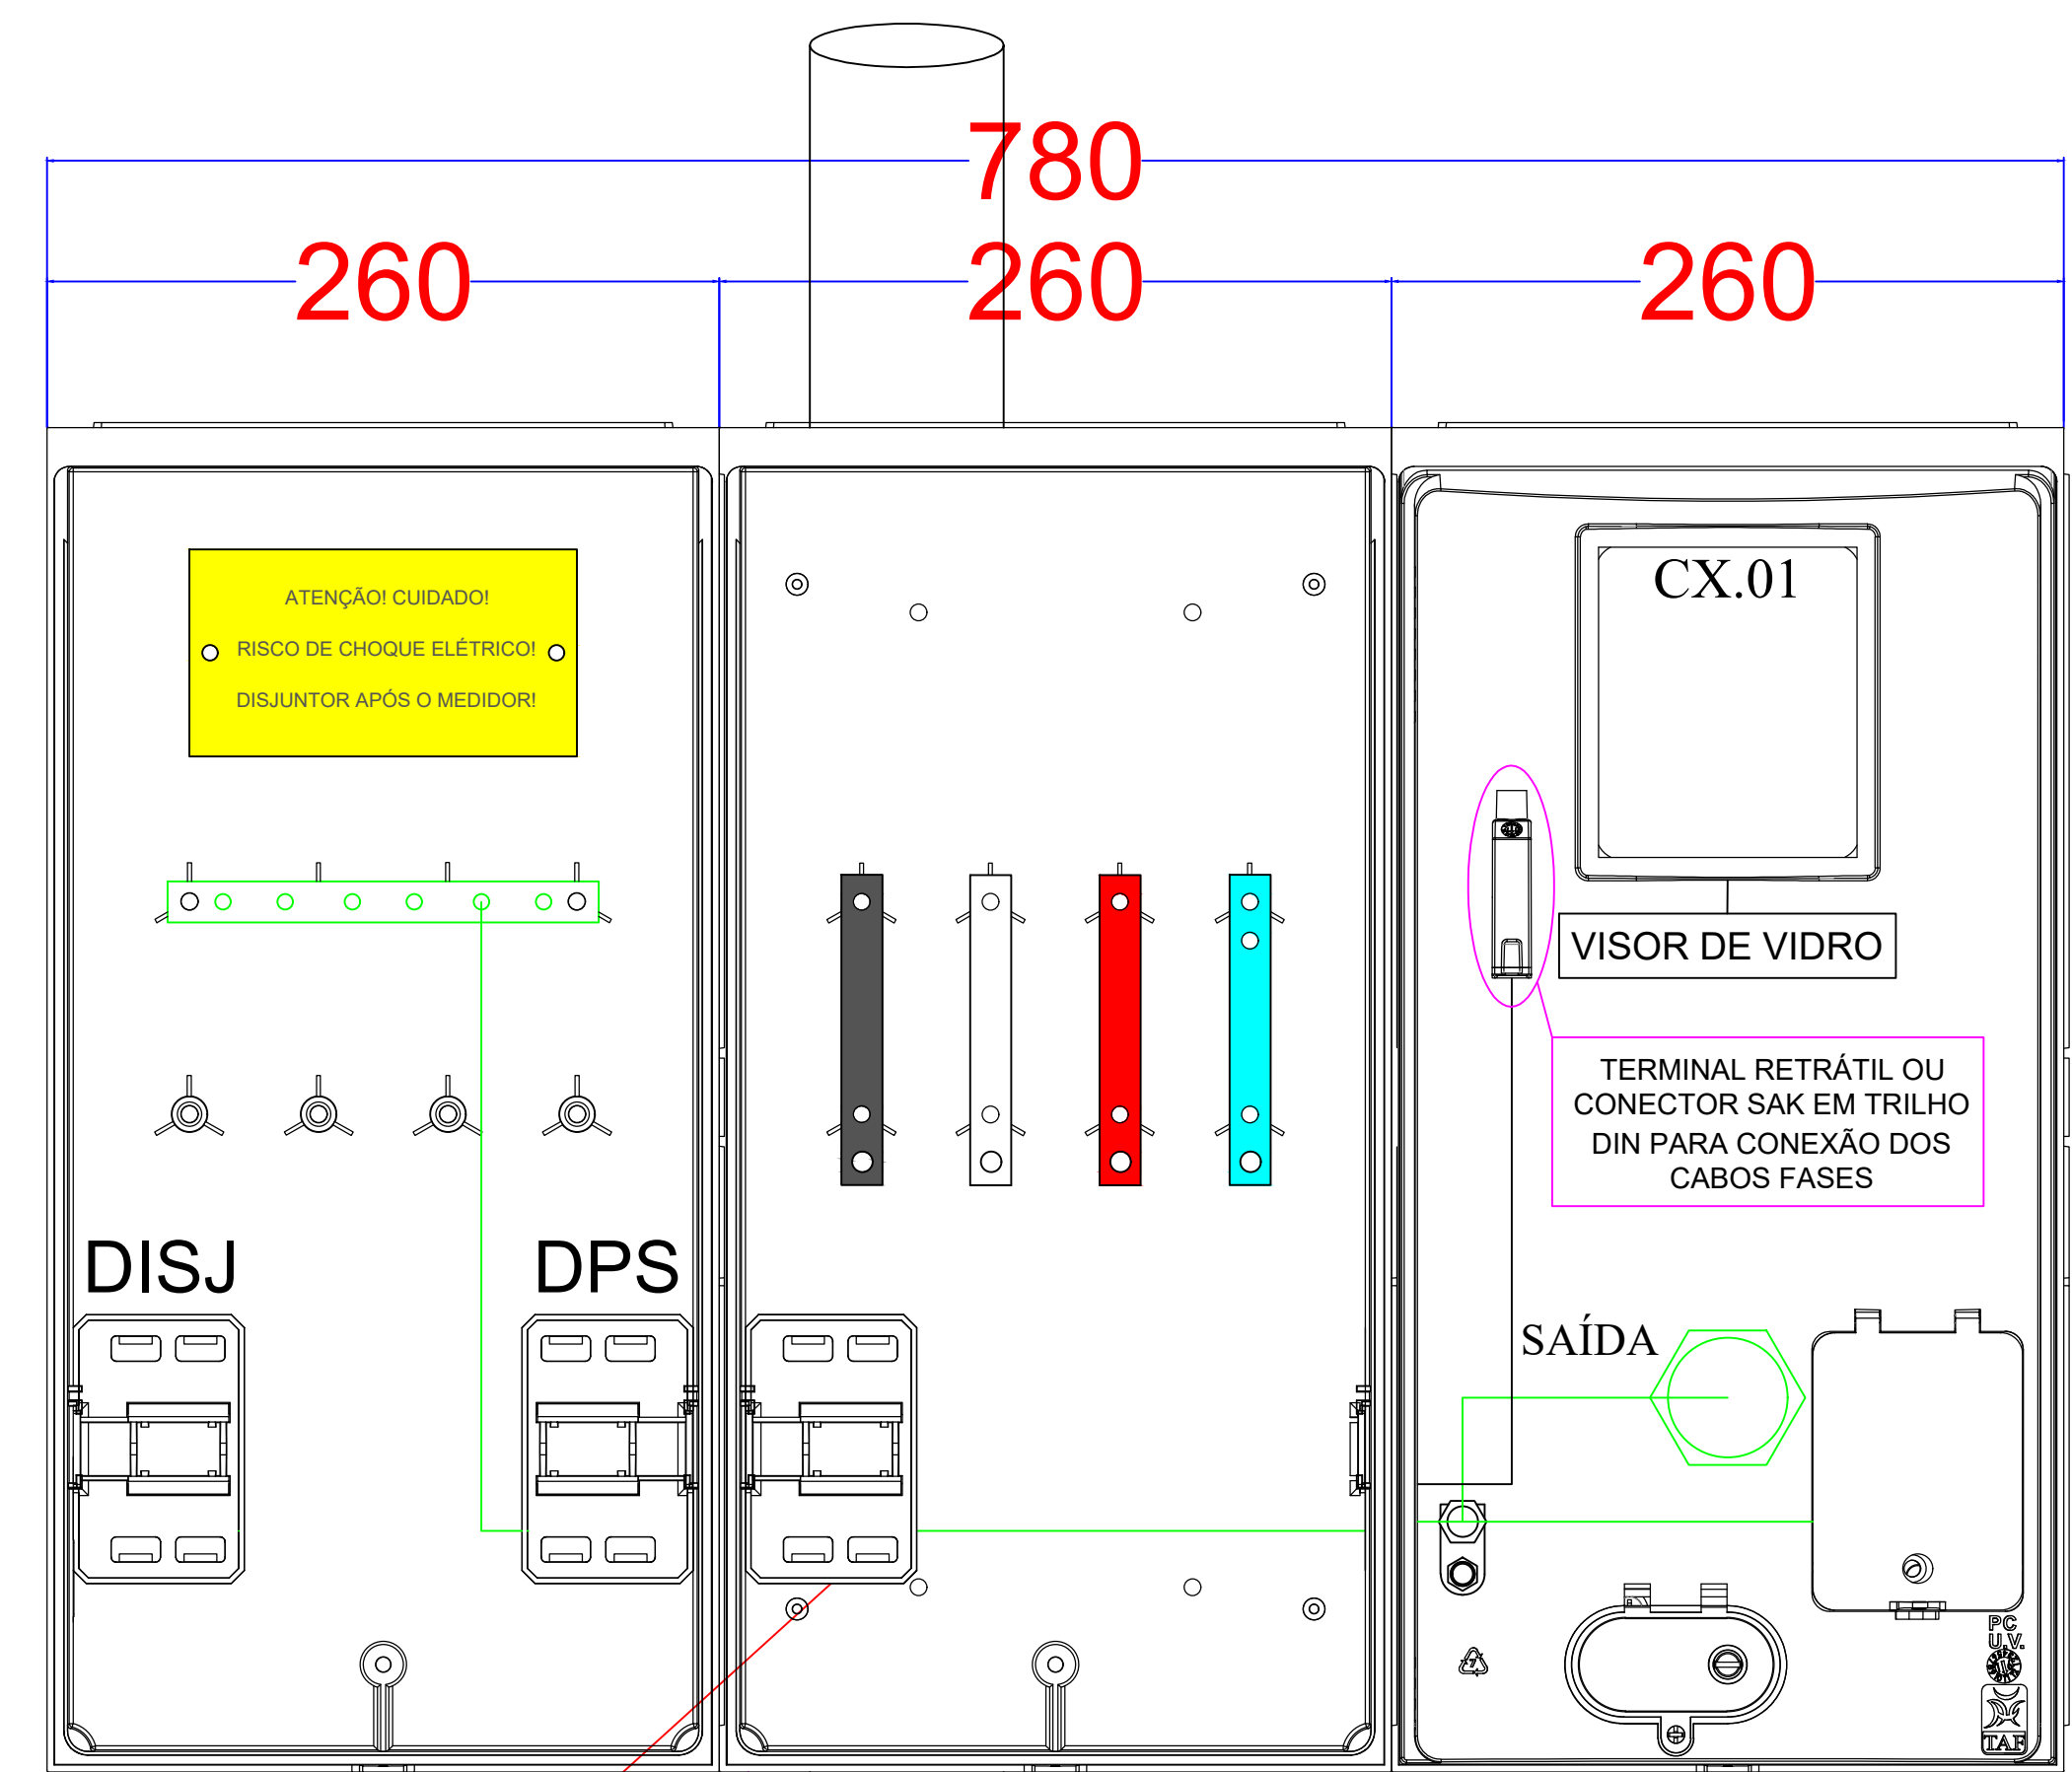 780
260
260
260
ATENÇÃO! CUIDADO!
RISCO DE CHOQUE ELÉTRICO!
DISJUNTOR APÓS O MEDIDOR!
CX.01
VISOR DE VIDRO
TERMINAL RETRÁTIL OU
CONECTOR SAK EM TRILHO
DIN PARA CONEXÃO DOS
CABOS FASES
DISJ
DPS
SAÍDA
7
PC
U.V.
TAF